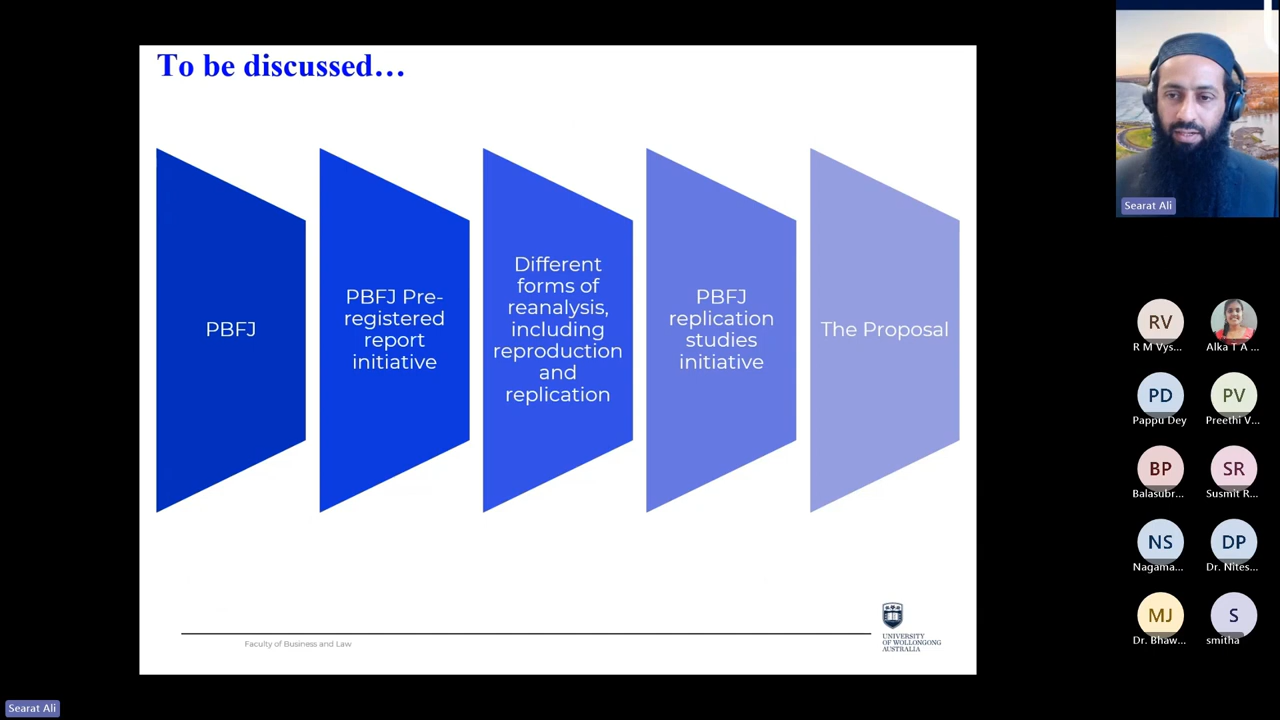 To be discussed…
PBFJ
PBFJ Pre-
registered
report
initiative
Different
forms of
reanalysis,
including
reproduction
and
replication
PBFJ
replication
studies
initiative
The Proposal
Faculty of Business and Law
UNIVERSITY
OF WOLLONGONG
AUSTRALIA
Searat Ali
RV
R M Vys...
Alka T A ...
PD
Pappu Dey
PV
Preethi V...
BP
Balasubr...
SR
Susmit R...
NS
Nagama...
DP
Dr. Nites...
MJ
Dr. Bhaw...
S
smitha
Searat Ali